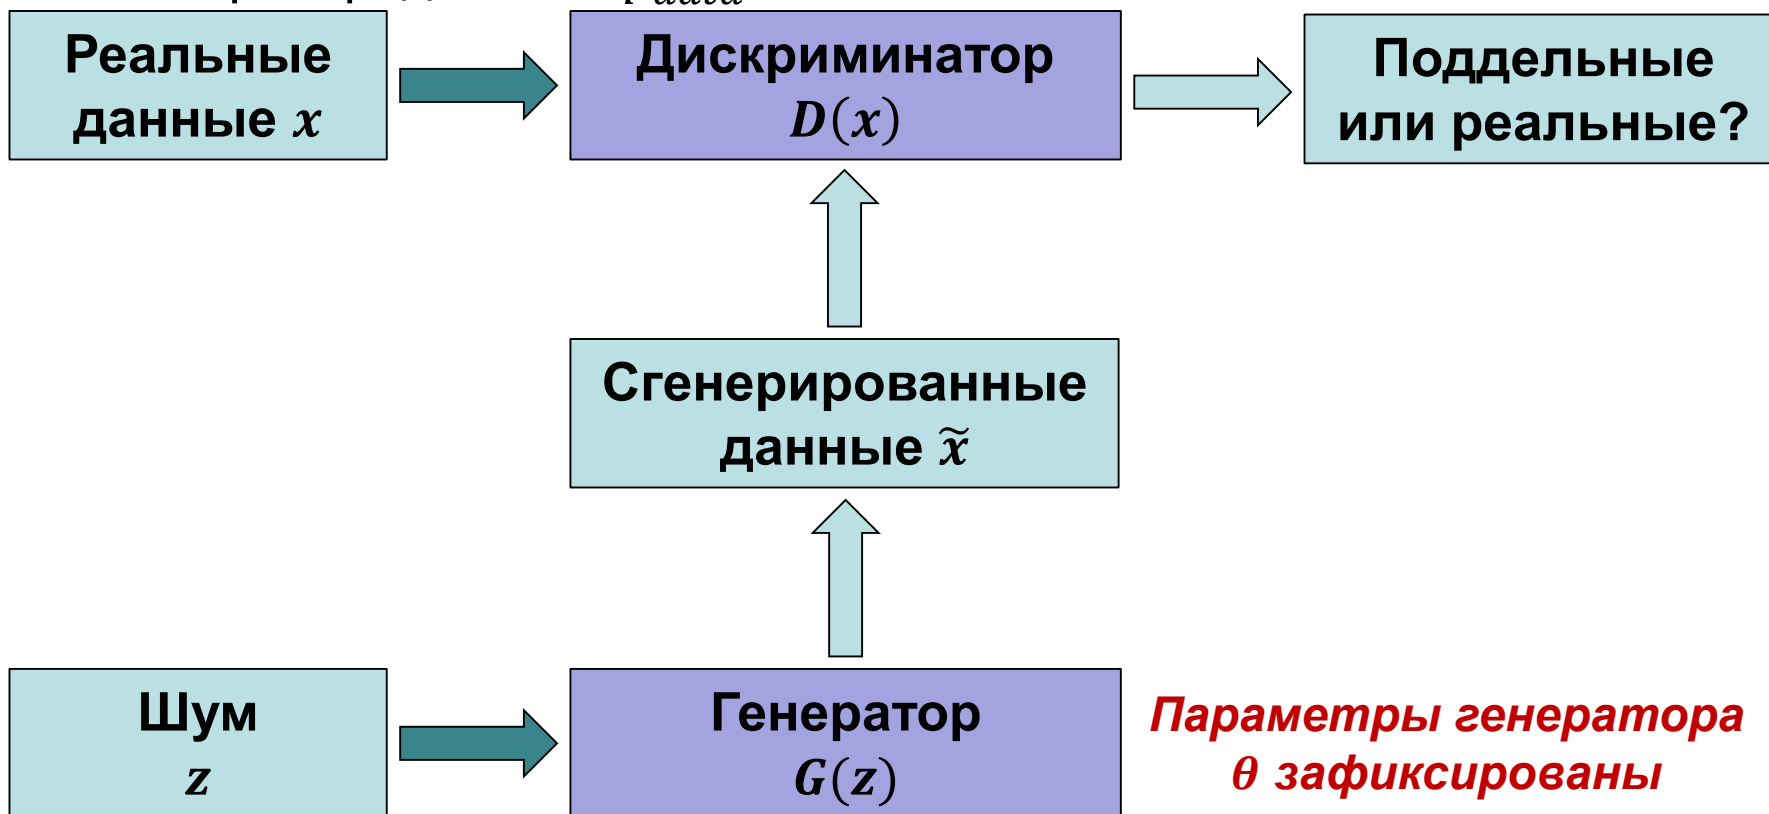 Реальные
данные x
Дискриминатор
D(x)
Поддельные
или реальные?
Сгенерированные
данные x̃
Шум
z
Генератор
G(z)
Параметры генератора
θ зафиксированы